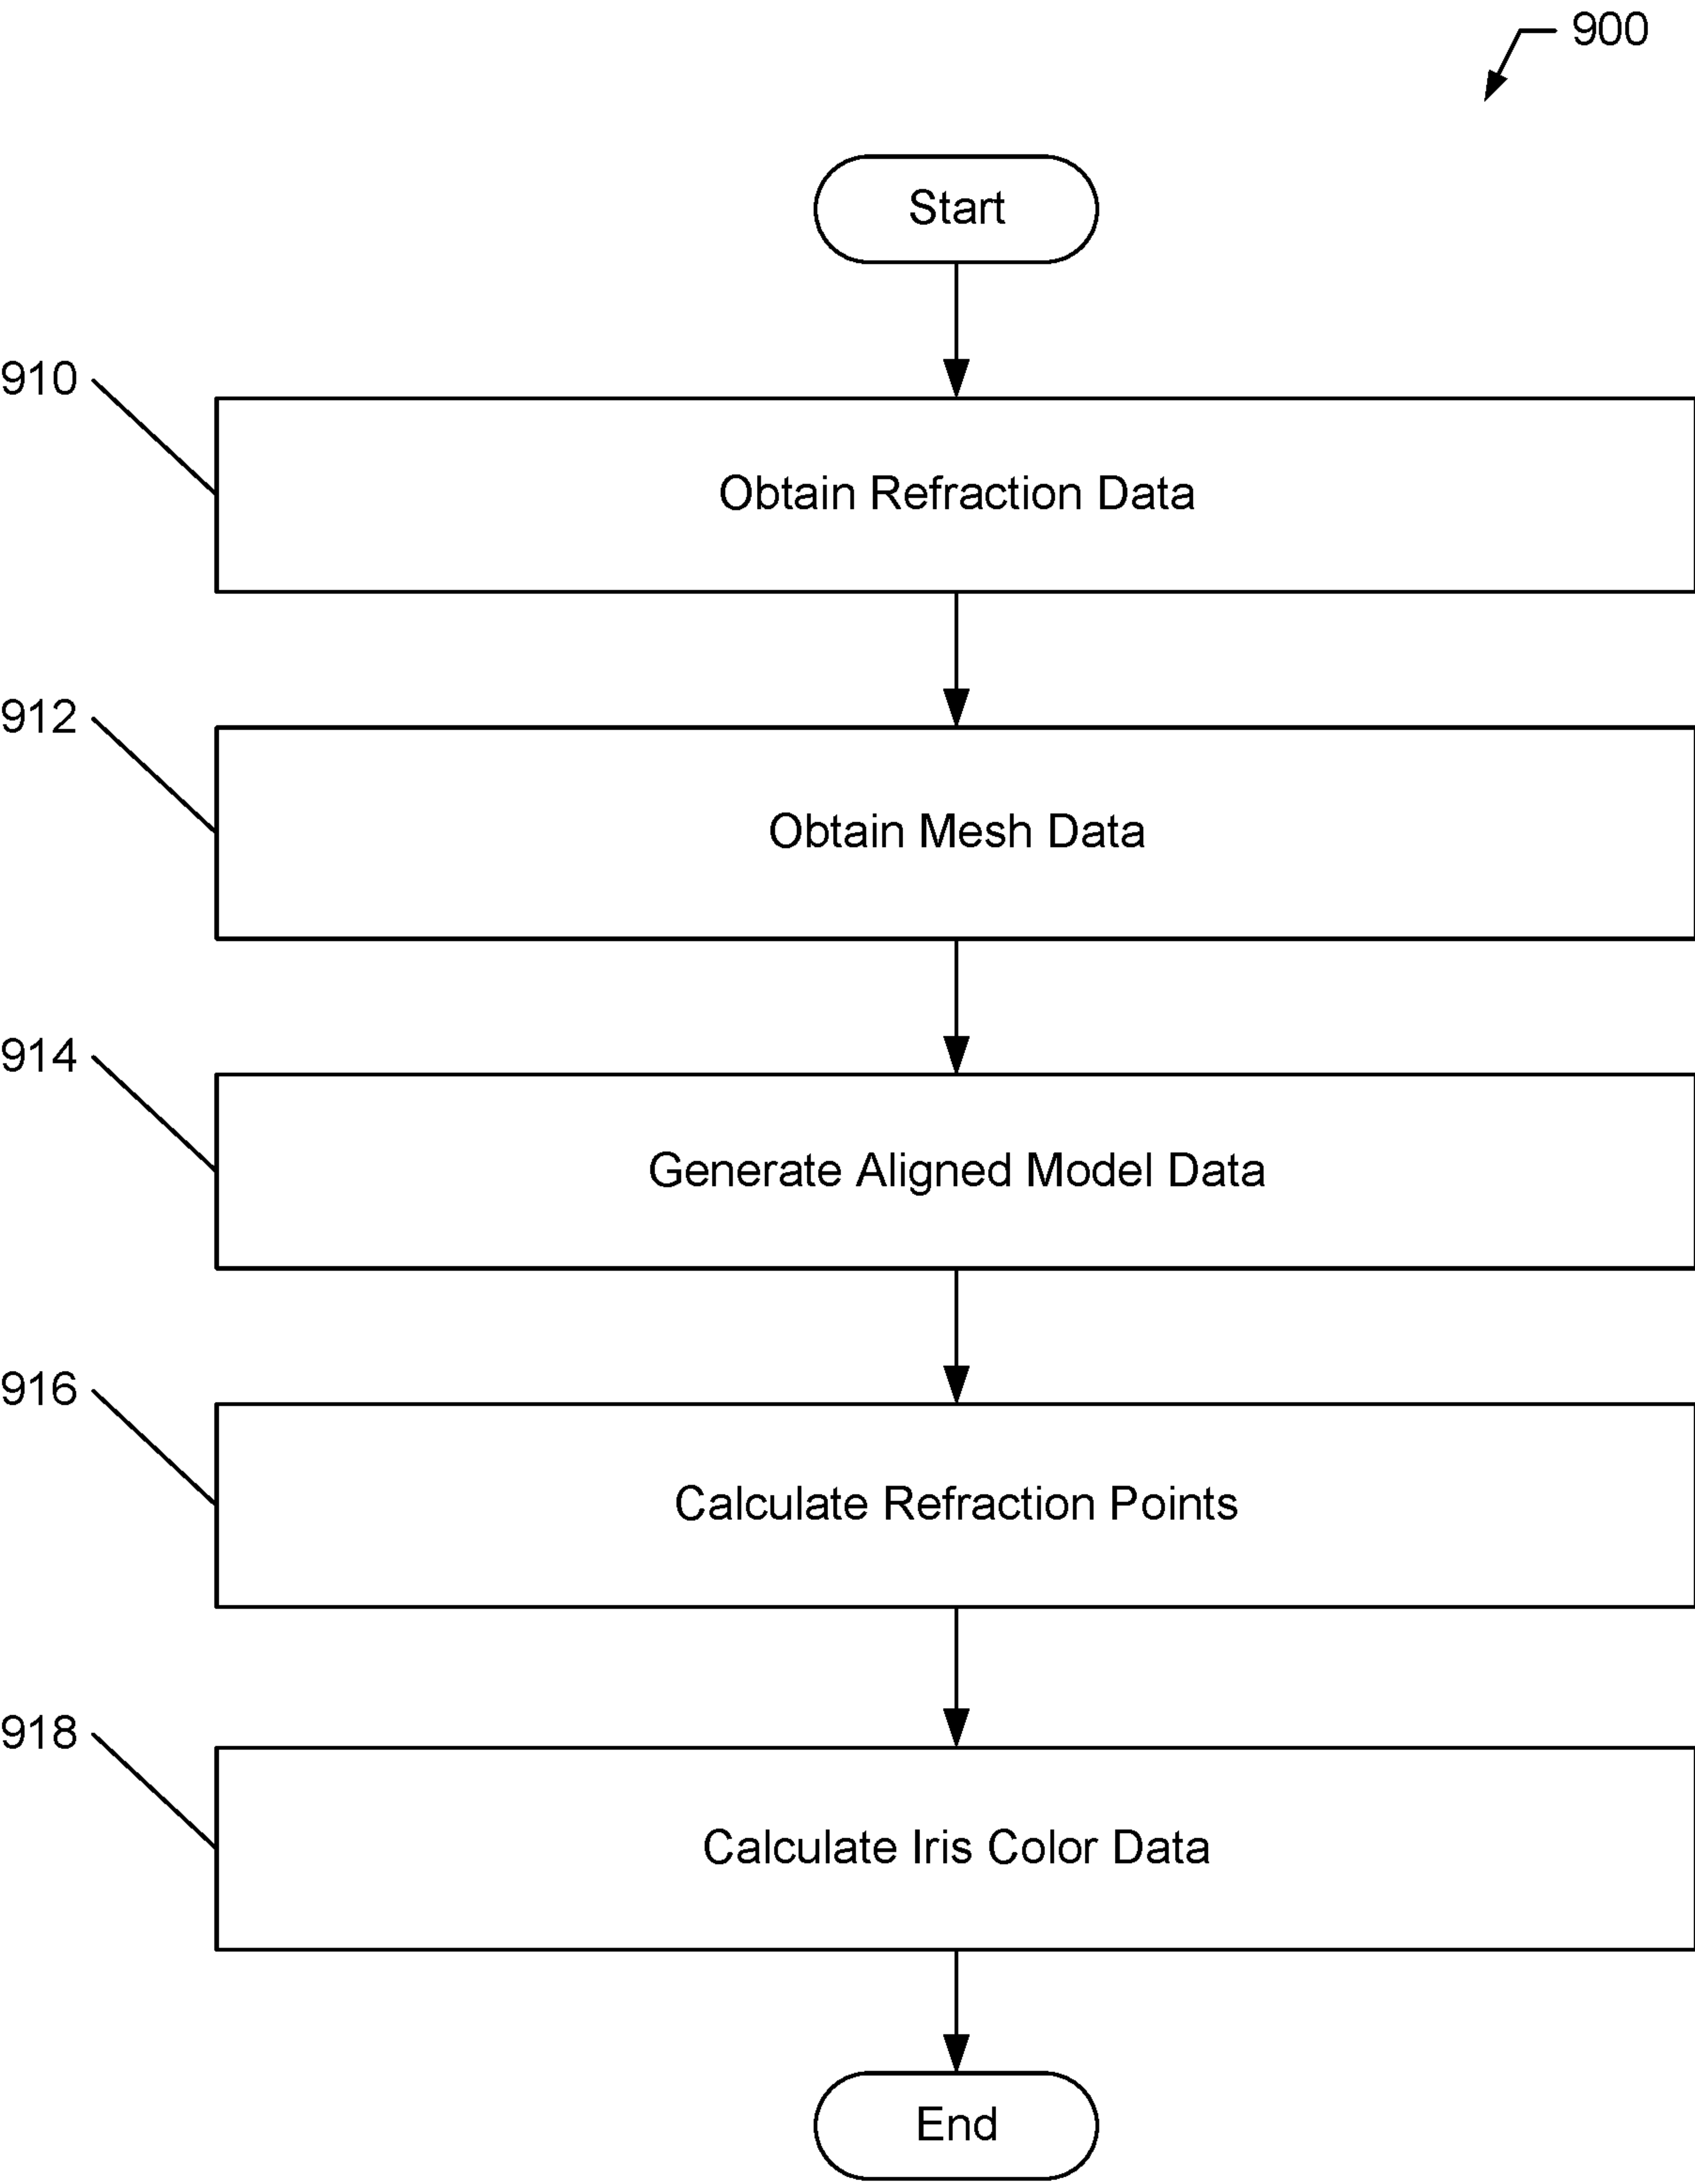 900
Start
910
Obtain Refraction Data
912
Obtain Mesh Data
914
Generate Aligned Model Data
916
Calculate Refraction Points
918
Calculate Iris Color Data
End